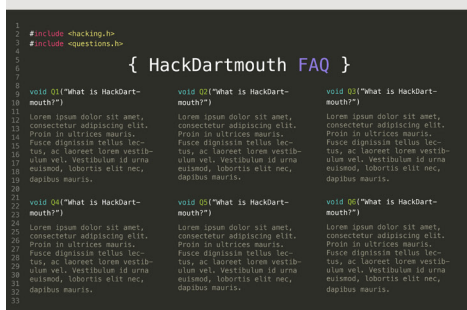 1
2 #include <hacking.h>
3 #include <questions.h>
4
5
6
7
8
9
10
11
12
13
14
15
16
17
18
19
20
21
22
23
24
25
26
27
28
29
30
31
32
33
{ HackDartmouth FAQ }
void Q1("What is HackDart-
mouth?")
Lorem ipsum dolor sit amet,
consectetur adipiscing elit.
Proin in ultrices mauris.
Fusce dignissim tellus lec-
tus, ac laoreet lorem vestib-
ulum vel. Vestibulum id urna
euismod, lobortis elit nec,
dapibus mauris.
void Q2("What is HackDart-
mouth?")
Lorem ipsum dolor sit amet,
consectetur adipiscing elit.
Proin in ultrices mauris.
Fusce dignissim tellus lec-
tus, ac laoreet lorem vestib-
ulum vel. Vestibulum id urna
euismod, lobortis elit nec,
dapibus mauris.
void Q3("What is HackDart-
mouth?")
Lorem ipsum dolor sit amet,
consectetur adipiscing elit.
Proin in ultrices mauris.
Fusce dignissim tellus lec-
tus, ac laoreet lorem vestib-
ulum vel. Vestibulum id urna
euismod, lobortis elit nec,
dapibus mauris.
void Q4("What is HackDart-
mouth?")
Lorem ipsum dolor sit amet,
consectetur adipiscing elit.
Proin in ultrices mauris.
Fusce dignissim tellus lec-
tus, ac laoreet lorem vestib-
ulum vel. Vestibulum id urna
euismod, lobortis elit nec,
dapibus mauris.
void Q5("What is HackDart-
mouth?")
Lorem ipsum dolor sit amet,
consectetur adipiscing elit.
Proin in ultrices mauris.
Fusce dignissim tellus lec-
tus, ac laoreet lorem vestib-
ulum vel. Vestibulum id urna
euismod, lobortis elit nec,
dapibus mauris.
void Q6("What is HackDart-
mouth?")
Lorem ipsum dolor sit amet,
consectetur adipiscing elit.
Proin in ultrices mauris.
Fusce dignissim tellus lec-
tus, ac laoreet lorem vestib-
ulum vel. Vestibulum id urna
euismod, lobortis elit nec,
dapibus mauris.